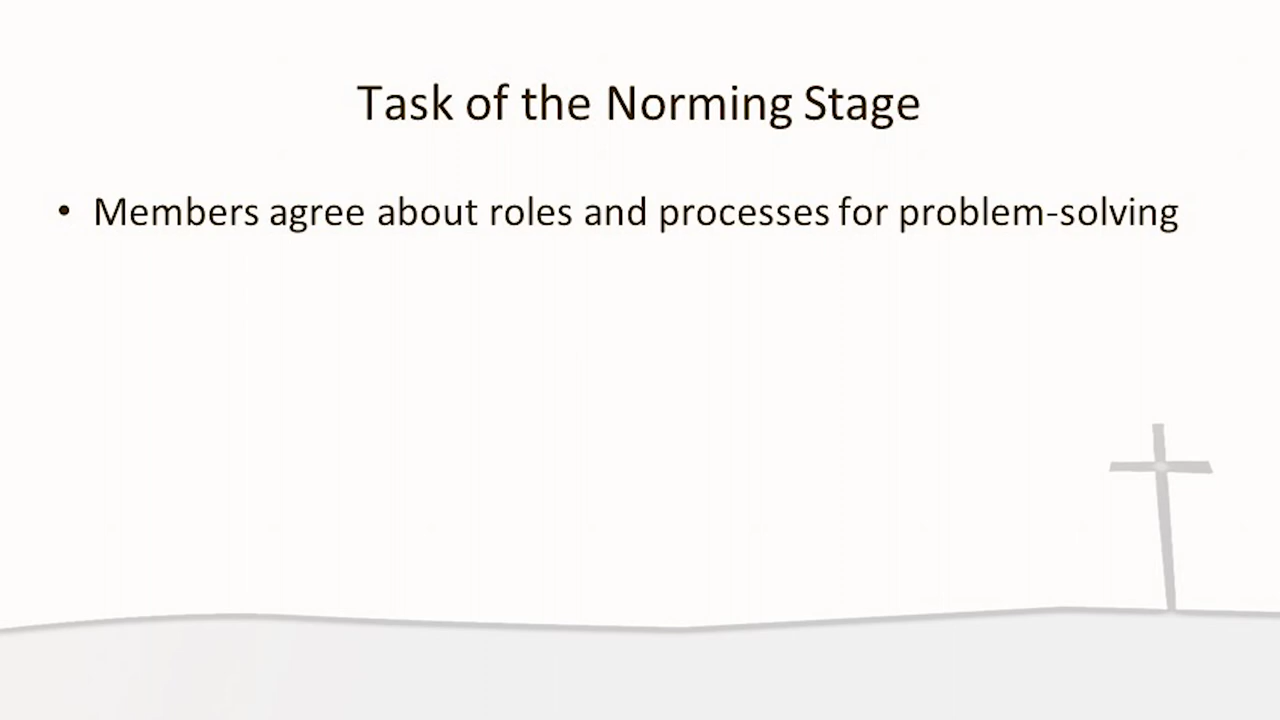 Task of the Norming Stage
• Members agree about roles and processes for problem-solving